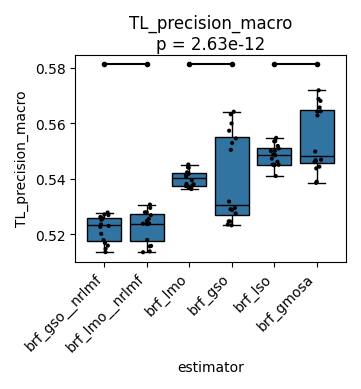 TL_precision_macro
p = 2.63e-12
TL_precision_macro
0.58
0.56
0.54
0.52
brf_gso__nrlmf
brf_lmo__nrlmf
brf_lmo
brf_gso
brf_lso
brf_gmosa
estimator